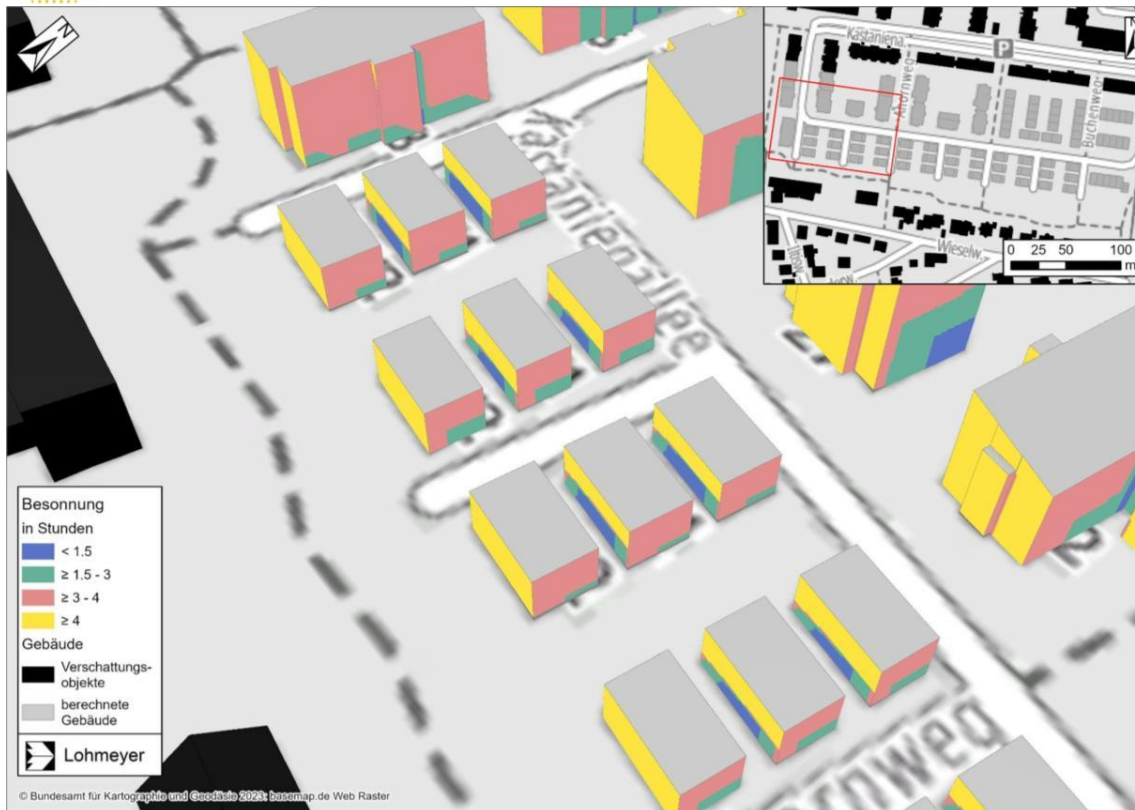 Kastaniena.
P
Ahornweg
Buchenweg
Wieselw.
0 25 50 100
m
Kastanienallee
Besonnung
in Stunden
< 1.5
≥ 1.5 - 3
≥ 3 - 4
≥ 4
Gebäude
Verschattungs-
objekte
berechnete
Gebäude
Lohmeyer
© Bundesamt für Kartographie und Geodäsie 2023: basemap.de Web Raster